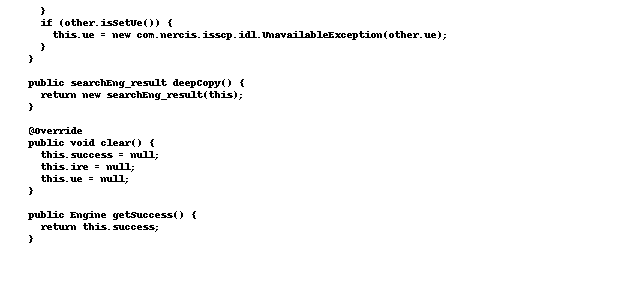 }
    if (other.isSetUe()) {
      this.ue = new com.nercis.isscp.idl.UnavailableException(other.ue);
    }
  }

  public searchEng_result deepCopy() {
    return new searchEng_result(this);
  }

  @Override
  public void clear() {
    this.success = null;
    this.ire = null;
    this.ue = null;
  }

  public Engine getSuccess() {
    return this.success;
  }